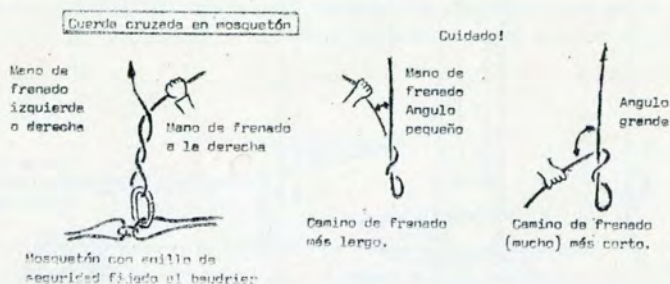 Cuerda cruzada en mosquetón
Mano de
frenado
izquierda
o derecha
Mano de frenado
a la derecha
Mosquetón con anillo de
seguridad fijado al baudrier
Cuidado!
Mano de
frenado
Angulo
pequeño
Camino de frenado
más largo.
Angulo
grande
Camino de frenado
(mucho) más corto.